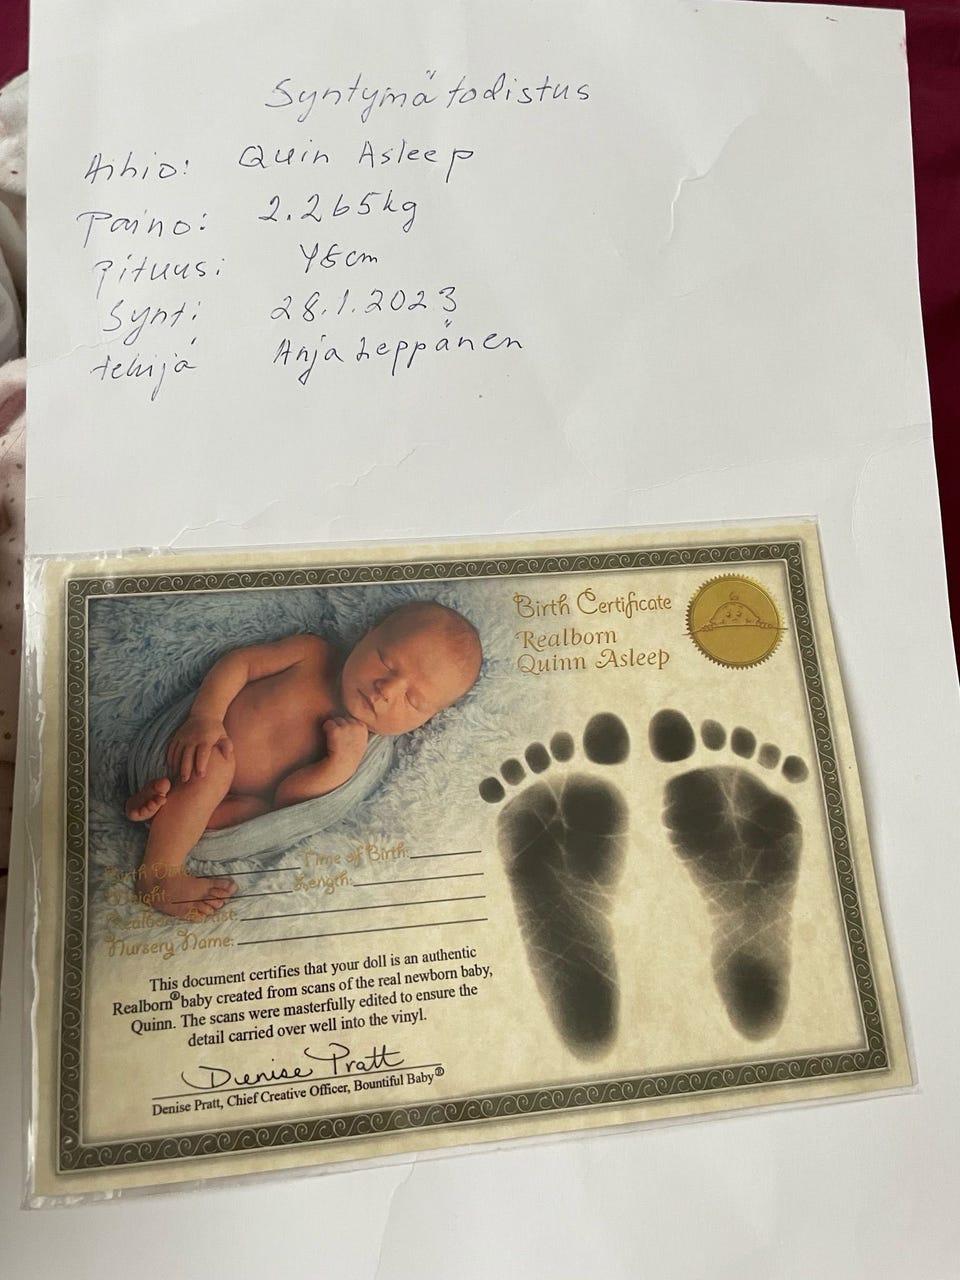 Syntymätodistus
Aihio: Quin Asleep
Paino: 2.265kg
Pituus: 45cm
Synt: 28.1.2023
tekijä Anja Leppänen
Birth Certificate
Realborn
Quinn Asleep
Birth Date: Time of Birth:
Weight: Length:
Realborn Artist:
Nursery Name:
This document certifies that your doll is an authentic
Realborn® baby created from scans of the real newborn baby,
Quinn. The scans were masterfully edited to ensure the
detail carried over well into the vinyl.
Denise Pratt
Denise Pratt, Chief Creative Officer, Bountiful Baby®